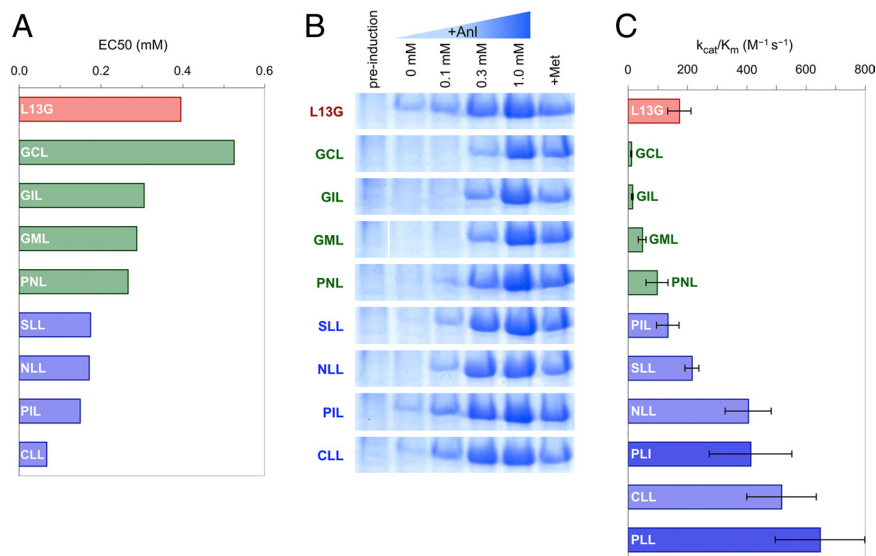 A
EC50 (mM)
0.0 0.2 0.4 0.6
L13G
GCL
GIL
GML
PNL
SLL
NLL
PIL
CLL
B
+AnI
pre-induction
0 mM
0.1 mM
0.3 mM
1.0 mM
+Met
L13G
GCL
GIL
GML
PNL
SLL
NLL
PIL
CLL
C
kcat/Km (M⁻¹ s⁻¹)
0 200 400 600 800
L13G
GCL
GIL
GML
PNL
PIL
SLL
NLL
PLI
CLL
PLL